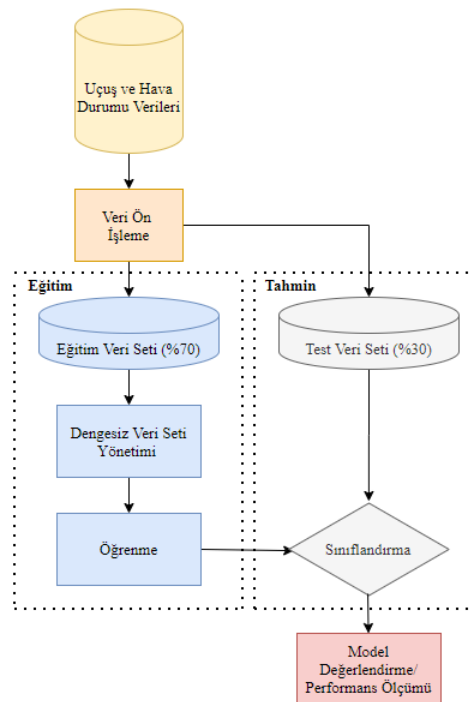 Uçuş ve Hava
Durumu Verileri
Veri Ön
İşleme
Eğitim
Tahmin
Eğitim Veri Seti (%70)
Test Veri Seti (%30)
Dengesiz Veri Seti
Yönetimi
Öğrenme
Sınıflandırma
Model
Değerlendirme/
Performans Ölçümü